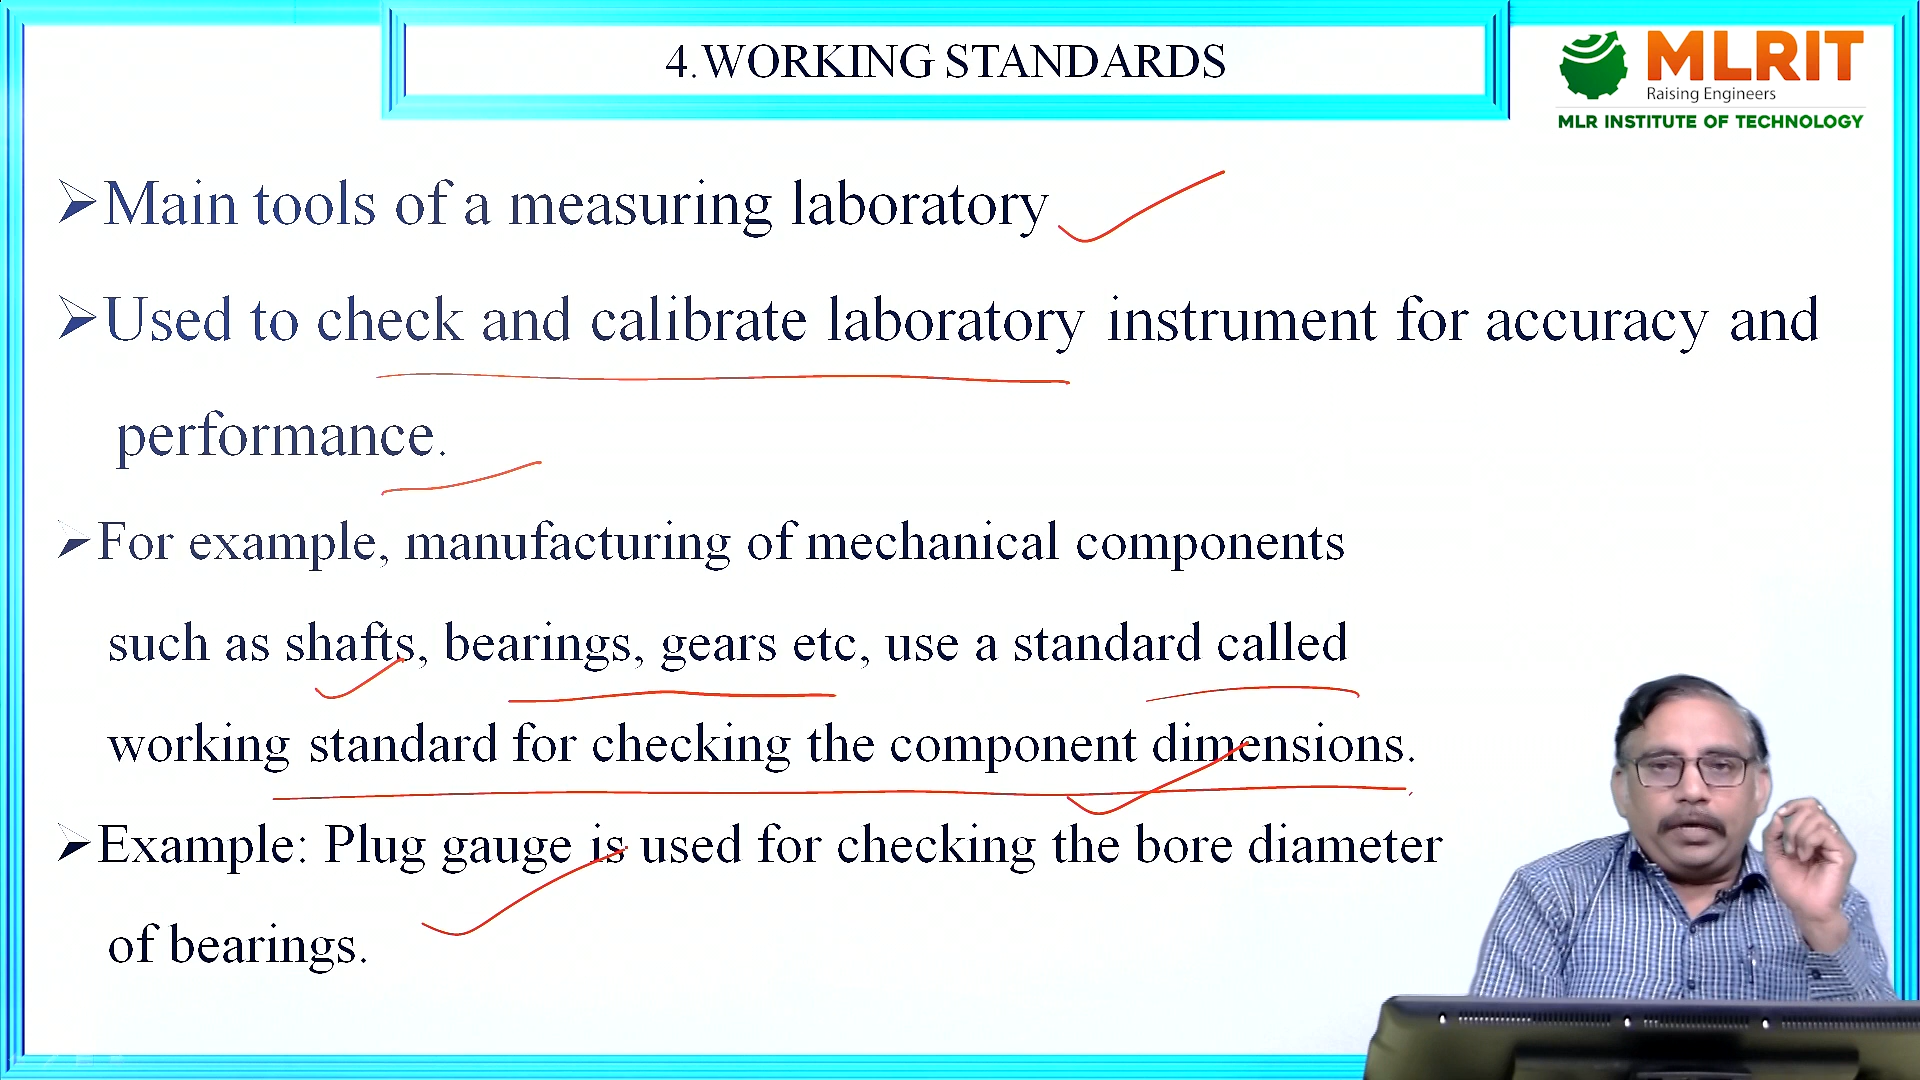 4.WORKING STANDARDS
MLRIT
Raising Engineers
MLR INSTITUTE OF TECHNOLOGY
➢Main tools of a measuring laboratory
➢Used to check and calibrate laboratory instrument for accuracy and
performance.
➢For example, manufacturing of mechanical components
such as shafts, bearings, gears etc, use a standard called
working standard for checking the component dimensions.
➢Example: Plug gauge is used for checking the bore diameter
of bearings.